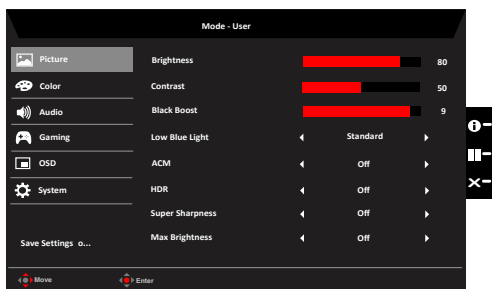 Mode - User
Picture
Color
Audio
Gaming
OSD
System
Save Settings o...
Brightness 80
Contrast 50
Black Boost 9
Low Blue Light Standard
ACM Off
HDR Off
Super Sharpness Off
Max Brightness Off
Move Enter